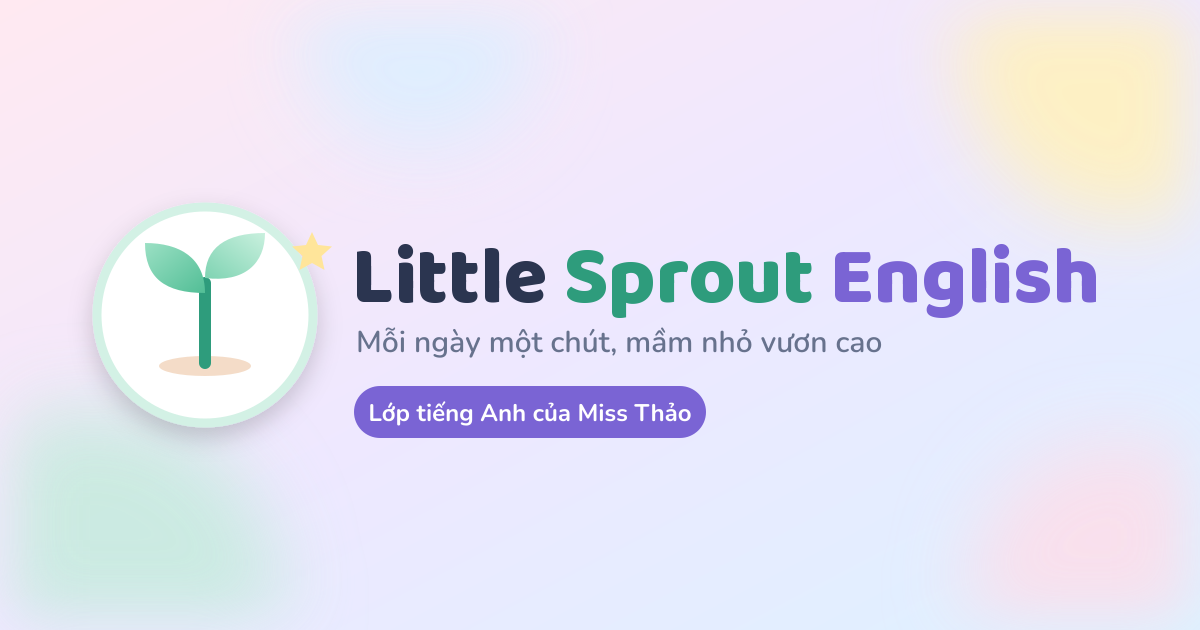 Little Sprout English
Mỗi ngày một chút, mầm nhỏ vươn cao
Lớp tiếng Anh của Miss Thảo